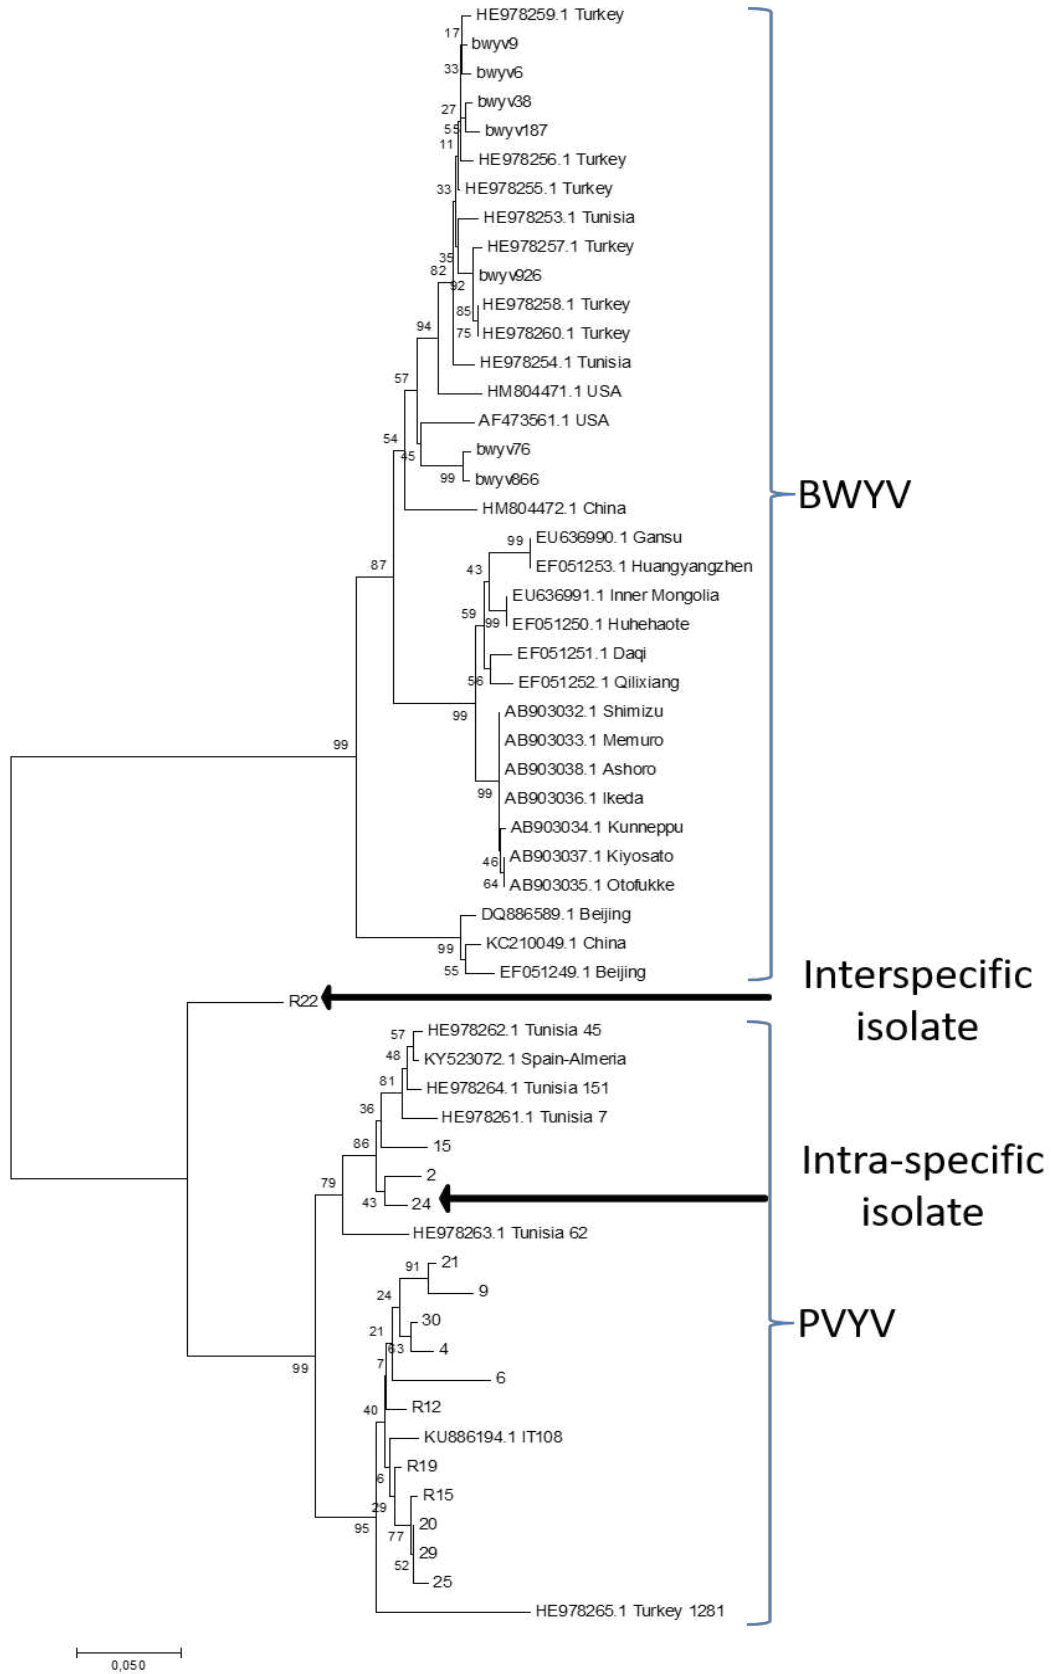 HE978259.1 Turkey
17
bwyv9
33
bwyv6
bwyv38
27
55
bwyv187
11
HE978256.1 Turkey
33
HE978255.1 Turkey
HE978253.1 Tunisia
HE978257.1 Turkey
35
82
bwyv926
92
HE978258.1 Turkey
85
HE978260.1 Turkey
75
94
HE978254.1 Tunisia
57
HM804471.1 USA
AF473561.1 USA
54
bwyv76
45
99
bwyv866
BWYV
HM804472.1 China
EU636990.1 Gansu
99
EF051253.1 Huangyangzhen
87
43
EU636991.1 Inner Mongolia
59
99
EF051250.1 Huhehaote
EF051251.1 Daqi
56
EF051252.1 Qilixiang
99
AB903032.1 Shimizu
AB903033.1 Memuro
99
AB903038.1 Ashoro
99
AB903036.1 Ikeda
AB903034.1 Kunneppu
46
AB903037.1 Kiyosato
64
AB903035.1 Otofukke
DQ886589.1 Beijing
99
KC210049.1 China
55
EF051249.1 Beijing
Interspecific
isolate
R22
HE978262.1 Tunisia 45
57
48
KY523072.1 Spain-Almeria
81
HE978264.1 Tunisia 151
36
HE978261.1 Tunisia 7
86
15
79
2
43
24
Intra-specific
isolate
HE978263.1 Tunisia 62
91
21
24
9
21
30
63
4
7
6
PVYV
99
40
R12
KU886194.1 IT108
6
R19
29
R15
95
77
20
52
29
25
HE978265.1 Turkey 1281
0,050